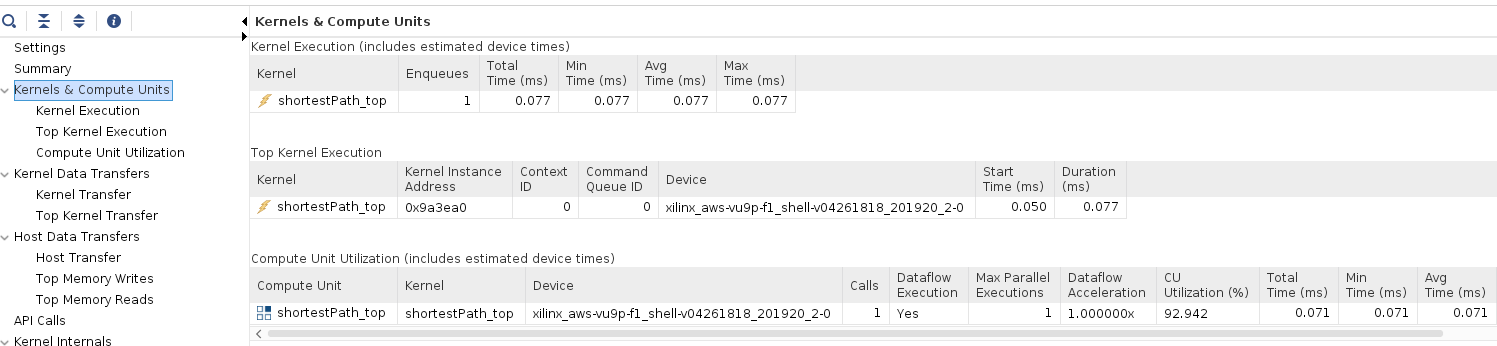 Kernels & Compute Units
Settings
Summary
Kernels & Compute Units
Kernel Execution
Top Kernel Execution
Compute Unit Utilization
Kernel Data Transfers
Kernel Transfer
Top Kernel Transfer
Host Data Transfers
Host Transfer
Top Memory Writes
Top Memory Reads
API Calls
Kernel Internals
Kernel Execution (includes estimated device times)
Kernel Enqueues Total Time (ms) Min Time (ms) Avg Time (ms) Max Time (ms)
shortestPath_top 1 0.077 0.077 0.077 0.077
Top Kernel Execution
Kernel Kernel Instance Address Context ID Command Queue ID Device Start Time (ms) Duration (ms)
shortestPath_top 0x9a3ea0 0 0 xilinx_aws-vu9p-f1_shell-v04261818_201920_2-0 0.050 0.077
Compute Unit Utilization (includes estimated device times)
Compute Unit Kernel Device Calls Dataflow Execution Max Parallel Executions Dataflow Acceleration CU Utilization (%) Total Time (ms) Min Time (ms) Avg Time (ms)
shortestPath_top shortestPath_top xilinx_aws-vu9p-f1_shell-v04261818_201920_2-0 1 Yes 1 1.000000x 92.942 0.071 0.071 0.071